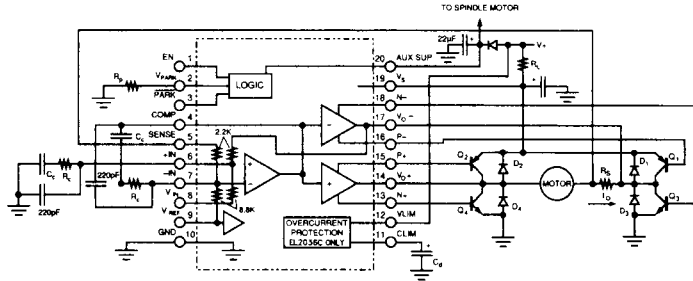 TO SPINDLE MOTOR
22µF
+
V+
EN
1
20
AUX SUP
RL
+
RP
VPARK
2
LOGIC
19
VS
PARK
3
18
N−
COMP
4
17
VO−
CC
SENSE
5
2.2K
16
P−
+IN
6
15
P+
Q2
D2
RS
D1
Q1
CC
RC
−IN
7
14
VO+
MOTOR
220pF
220pF
VPL
8
8.8K
13
N+
Q4
D4
IO
D3
Q3
VREF
9
OVERCURRENT
PROTECTION
EL2036C ONLY
12
VLIM
GND
10
11
CLIM
+
Cd